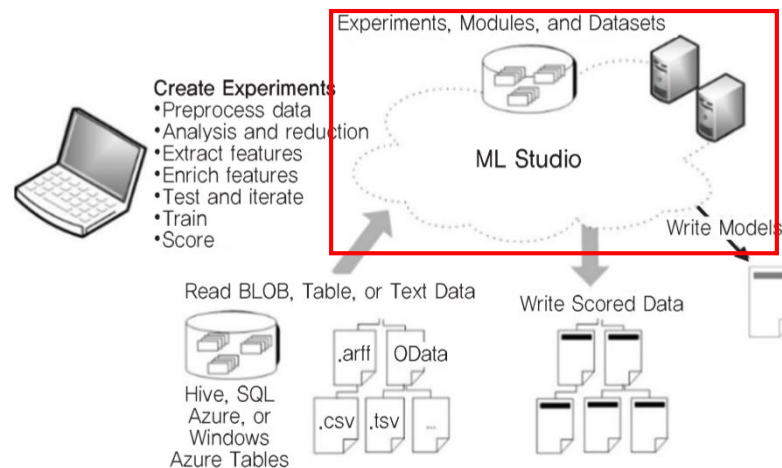 Experiments, Modules, and Datasets
Create Experiments
•Preprocess data
•Analysis and reduction
•Extract features
•Enrich features
•Test and iterate
•Train
•Score
ML Studio
Write Models
Read BLOB, Table, or Text Data
Write Scored Data
.arff
OData
.csv
.tsv
...
Hive, SQL
Azure, or
Windows
Azure Tables